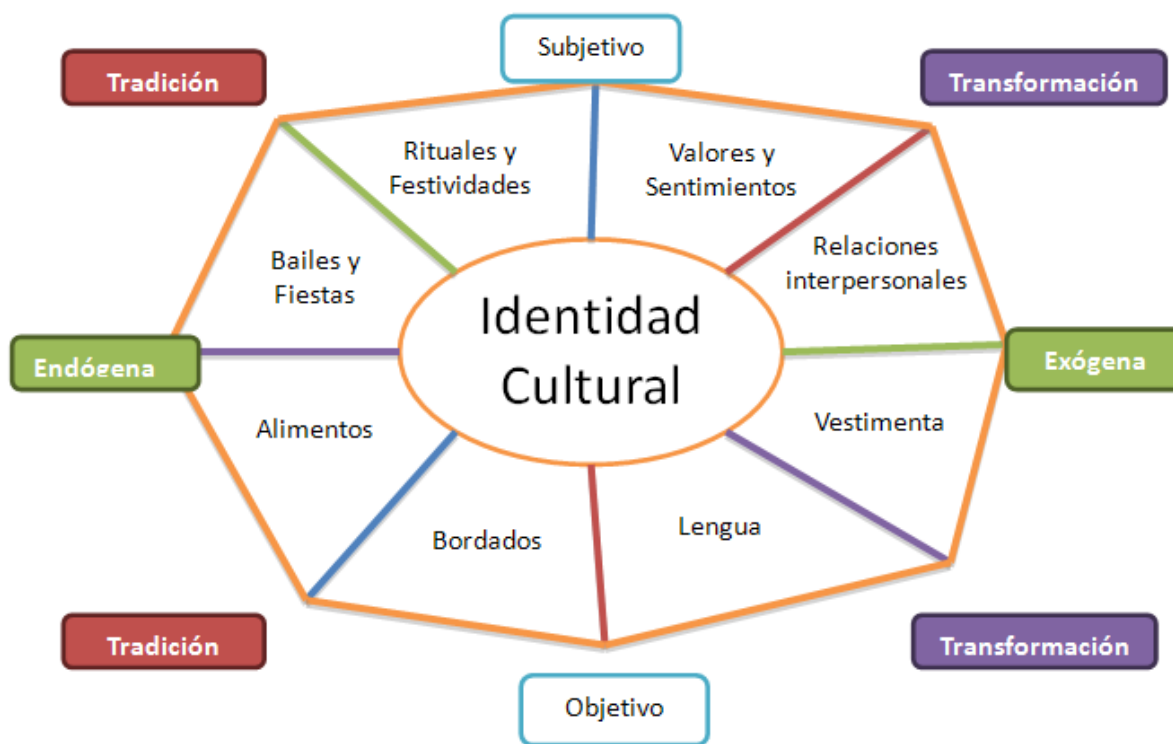 Subjetivo
Tradición
Transformación
Rituales y
Festividades
Valores y
Sentimientos
Bailes y
Fiestas
Relaciones
interpersonales
Identidad
Cultural
Endógena
Exógena
Alimentos
Vestimenta
Bordados
Lengua
Tradición
Transformación
Objetivo